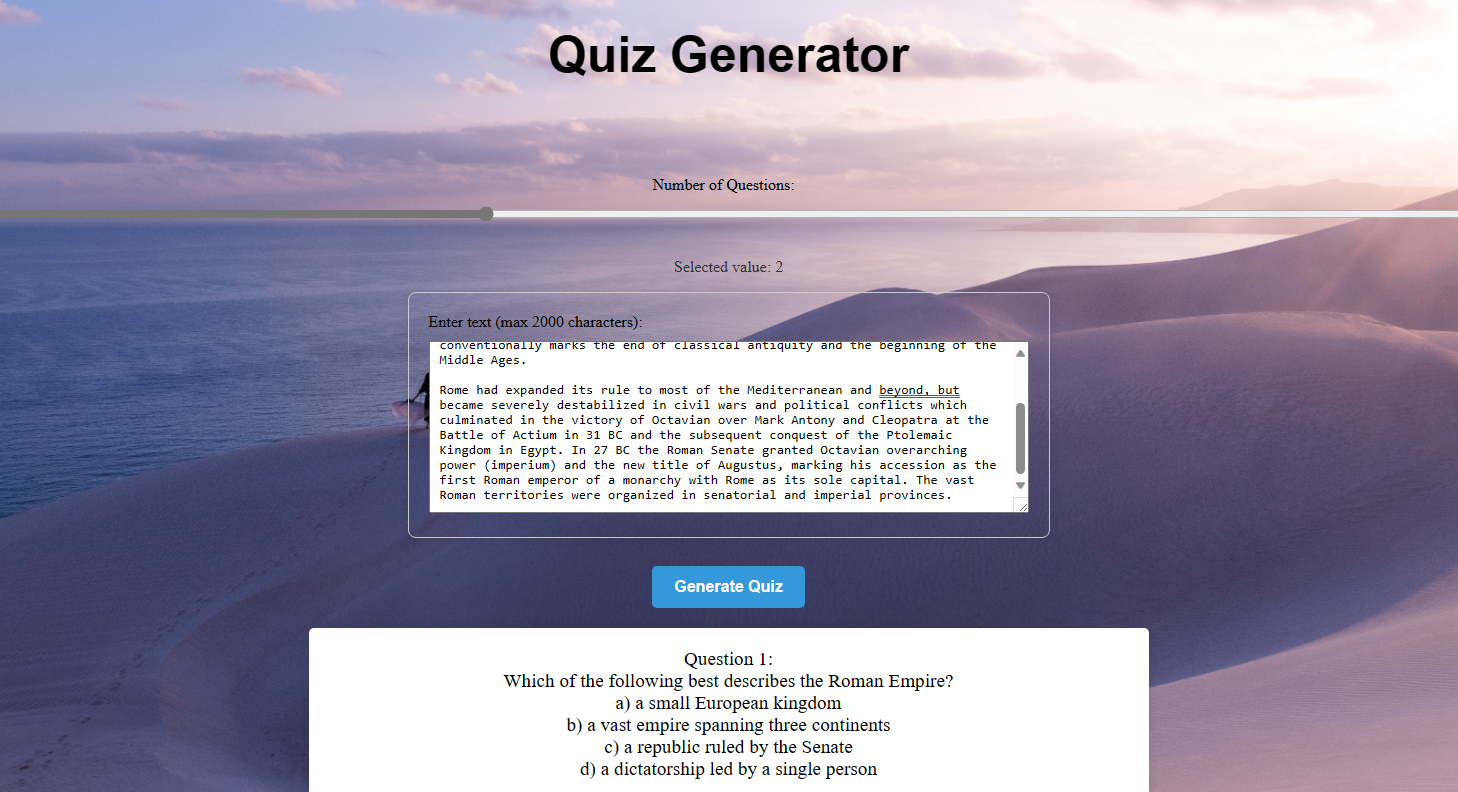 Quiz Generator
Number of Questions:
Selected value: 2
Enter text (max 2000 characters):
conventionally marks the end of classical antiquity and the beginning of the
Middle Ages.
Rome had expanded its rule to most of the Mediterranean and beyond, but
became severely destabilized in civil wars and political conflicts which
culminated in the victory of Octavian over Mark Antony and Cleopatra at the
Battle of Actium in 31 BC and the subsequent conquest of the Ptolemaic
Kingdom in Egypt. In 27 BC the Roman Senate granted Octavian overarching
power (imperium) and the new title of Augustus, marking his accession as the
first Roman emperor of a monarchy with Rome as its sole capital. The vast
Roman territories were organized in senatorial and imperial provinces.
Generate Quiz
Question 1:
Which of the following best describes the Roman Empire?
a) a small European kingdom
b) a vast empire spanning three continents
c) a republic ruled by the Senate
d) a dictatorship led by a single person